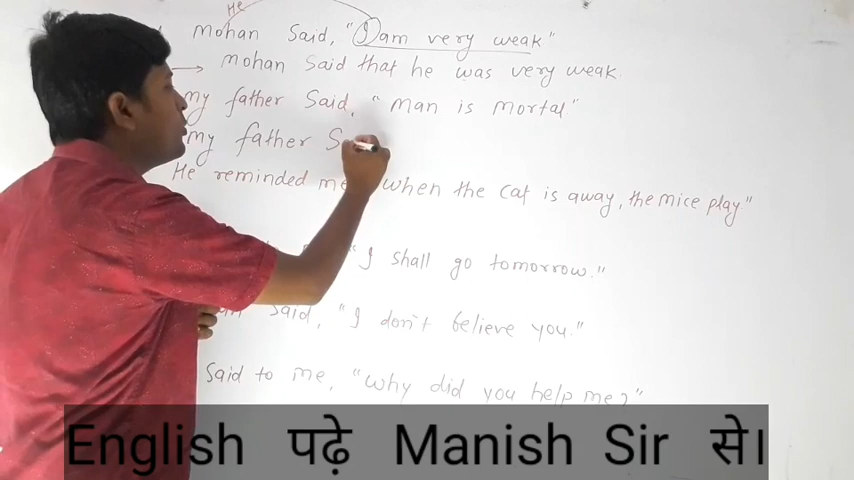 He
mohan Said, "I am very weak"
→ mohan Said that he was very weak.
my father Said, "man is mortal"
my father S
He reminded me when the cat is away, the mice play"
"I shall go tomorrow."
Said, "I don't believe you."
Said to me, "why did you help me?"
English पढ़े Manish Sir से।